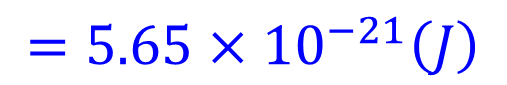 = 5.65 × 10⁻²¹(J)